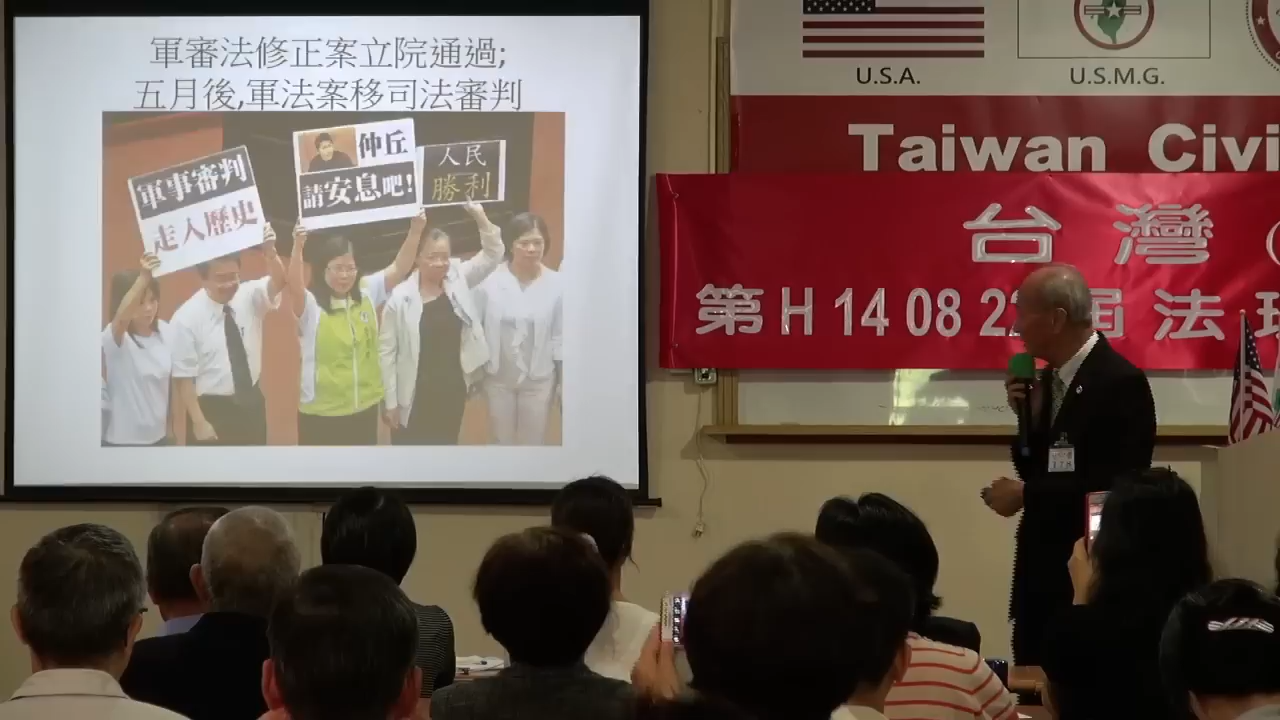 軍審法修正案立院通過;
五月後,軍法案移司法審判
軍事審判
走入歷史
仲丘
請安息吧!
人民
勝利
U.S.A.
U.S.M.G.
Taiwan Civi
台灣
第H 14 08 22屆 法